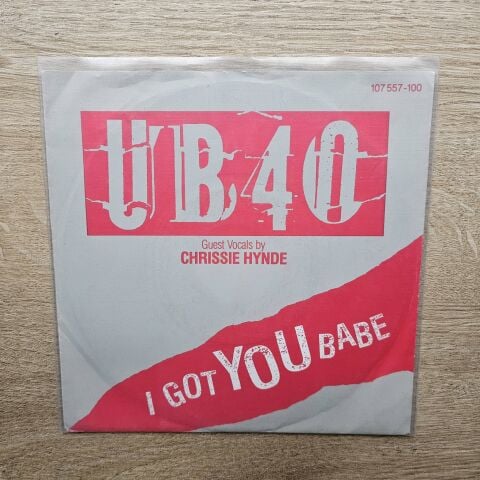 107 557-100
UB40
Guest Vocals by
CHRISSIE HYNDE
I GOT YOU BABE